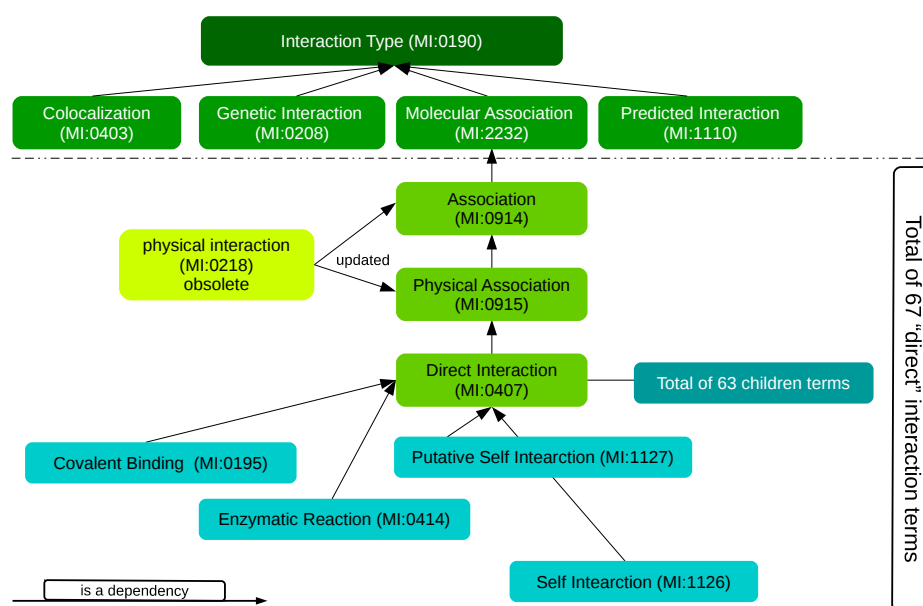 Interaction Type (MI:0190)
Colocalization
(MI:0403)
Genetic Interaction
(MI:0208)
Molecular Association
(MI:2232)
Predicted Interaction
(MI:1110)
Association
(MI:0914)
physical interaction
(MI:0218)
obsolete
updated
Physical Association
(MI:0915)
Direct Interaction
(MI:0407)
Total of 63 children terms
Covalent Binding (MI:0195)
Putative Self Intearction (MI:1127)
Enzymatic Reaction (MI:0414)
Self Intearction (MI:1126)
is a dependency
Total of 67 “direct” interaction terms